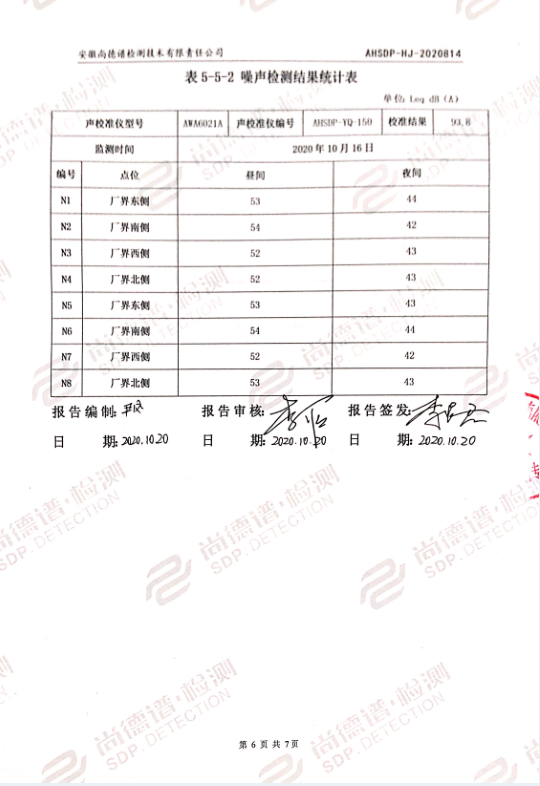 安徽尚德谱检测技术有限责任公司 AHSDP-HJ-2020814
表 5-5-2 噪声检测结果统计表
单位: Leq dB (A)
声校准仪型号 AWA6021A 声校准仪编号 AHSDP-YQ-150 校准结果 93.8
监测时间 2020 年 10 月 16 日
编号 点位 昼间 夜间
N1 厂界东侧 53 44
N2 厂界南侧 54 42
N3 厂界西侧 52 43
N4 厂界北侧 52 43
N5 厂界东侧 53 43
N6 厂界南侧 54 44
N7 厂界西侧 52 42
N8 厂界北侧 53 43
报告编制: 报告审核: 报告签发:
日 期: 2020.10.20 日 期: 2020.10.20 日 期: 2020.10.20
尚德谱·检测
SDP.DETECTION
第 6 页 共 7页